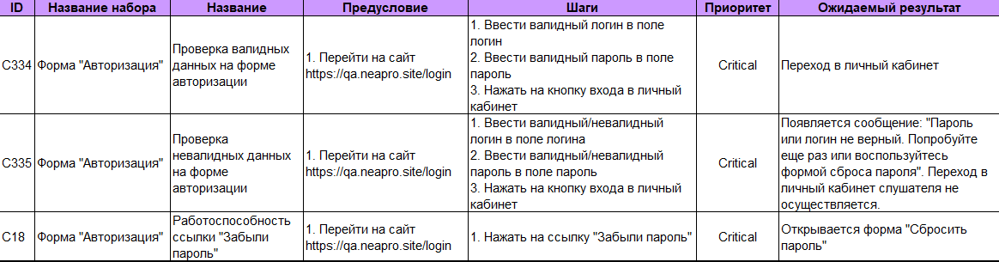 ID Название набора Название Предусловие Шаги Приоритет Ожидаемый результат
C334
Форма "Авторизация"
Проверка валидных
данных на форме
авторизации
1. Перейти на сайт
https://qa.neapro.site/login
1. Ввести валидный логин в поле
логин
2. Ввести валидный пароль в поле
пароль
3. Нажать на кнопку входа в личный
кабинет
Critical
Переход в личный кабинет
C335
Форма "Авторизация"
Проверка
невалидных данных
на форме
авторизации
1. Перейти на сайт
https://qa.neapro.site/login
1. Ввести валидный/невалидный
логин в поле логина
2. Ввести валидный/невалидный
пароль в поле пароль
3. Нажать на кнопку входа в личный
кабинет
Critical
Появляется сообщение: "Пароль
или логин не верный. Попробуйте
еще раз или воспользуйтесь
формой сброса пароля". Переход в
личный кабинет слушателя не
осуществляется.
C18
Форма "Авторизация"
Работоспособность
ссылки "Забыли
пароль"
1. Перейти на сайт
https://qa.neapro.site/login
1. Нажать на ссылку "Забыли пароль"
Critical
Открывается форма "Сбросить
пароль"